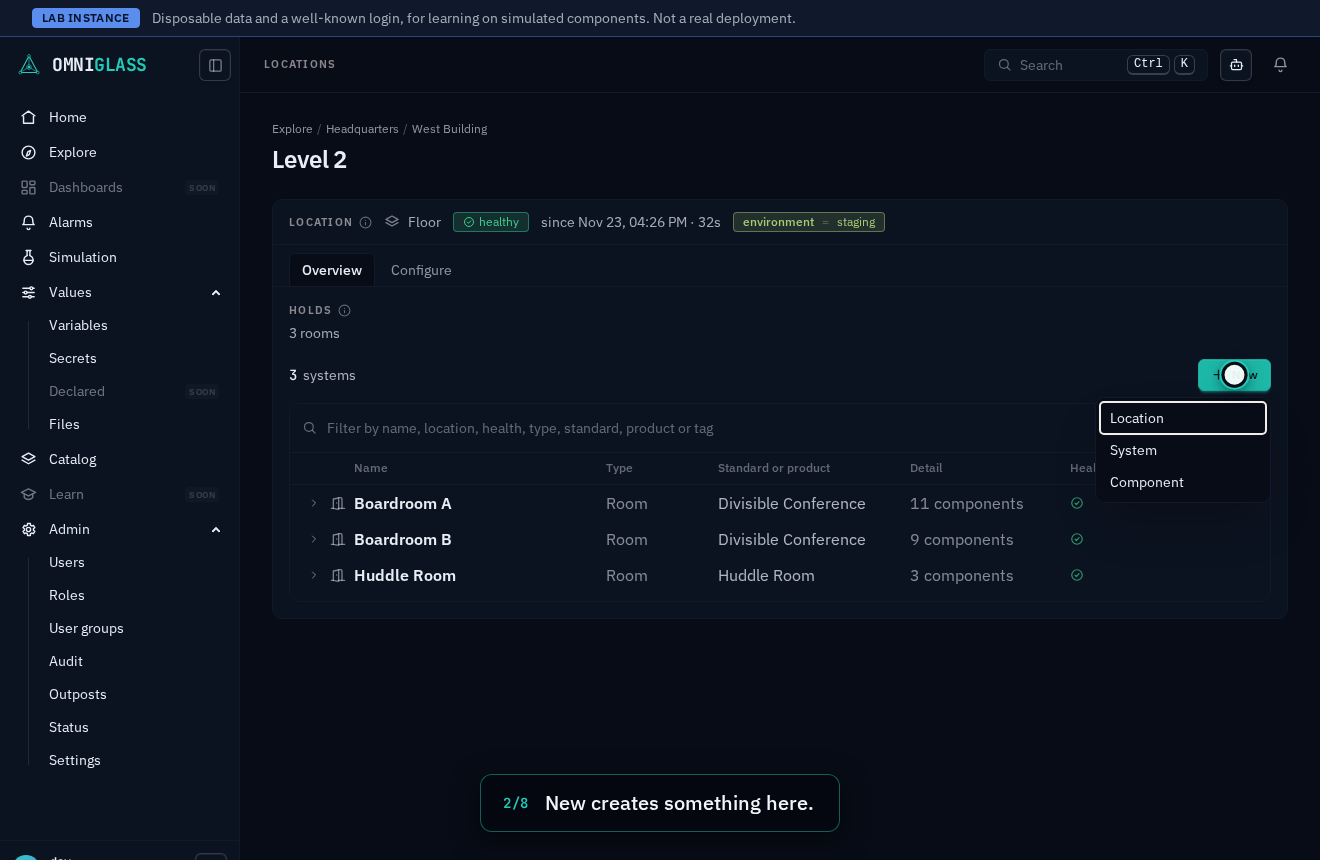 LAB INSTANCE Disposable data and a well-known login, for learning on simulated components. Not a real deployment.
OMNIGLASS
LOCATIONS
Search Ctrl K
Home
Explore
Dashboards SOON
Alarms
Simulation
Values
Variables
Secrets
Declared SOON
Files
Catalog
Learn SOON
Admin
Users
Roles
User groups
Audit
Outposts
Status
Settings
Explore / Headquarters / West Building
Level 2
LOCATION Floor healthy since Nov 23, 04:26 PM · 32s environment = staging
Overview Configure
HOLDS
3 rooms
3 systems
Location
System
Component
Filter by name, location, health, type, standard, product or tag
Name Type Standard or product Detail
Boardroom A Room Divisible Conference 11 components
Boardroom B Room Divisible Conference 9 components
Huddle Room Room Huddle Room 3 components
2/8 New creates something here.